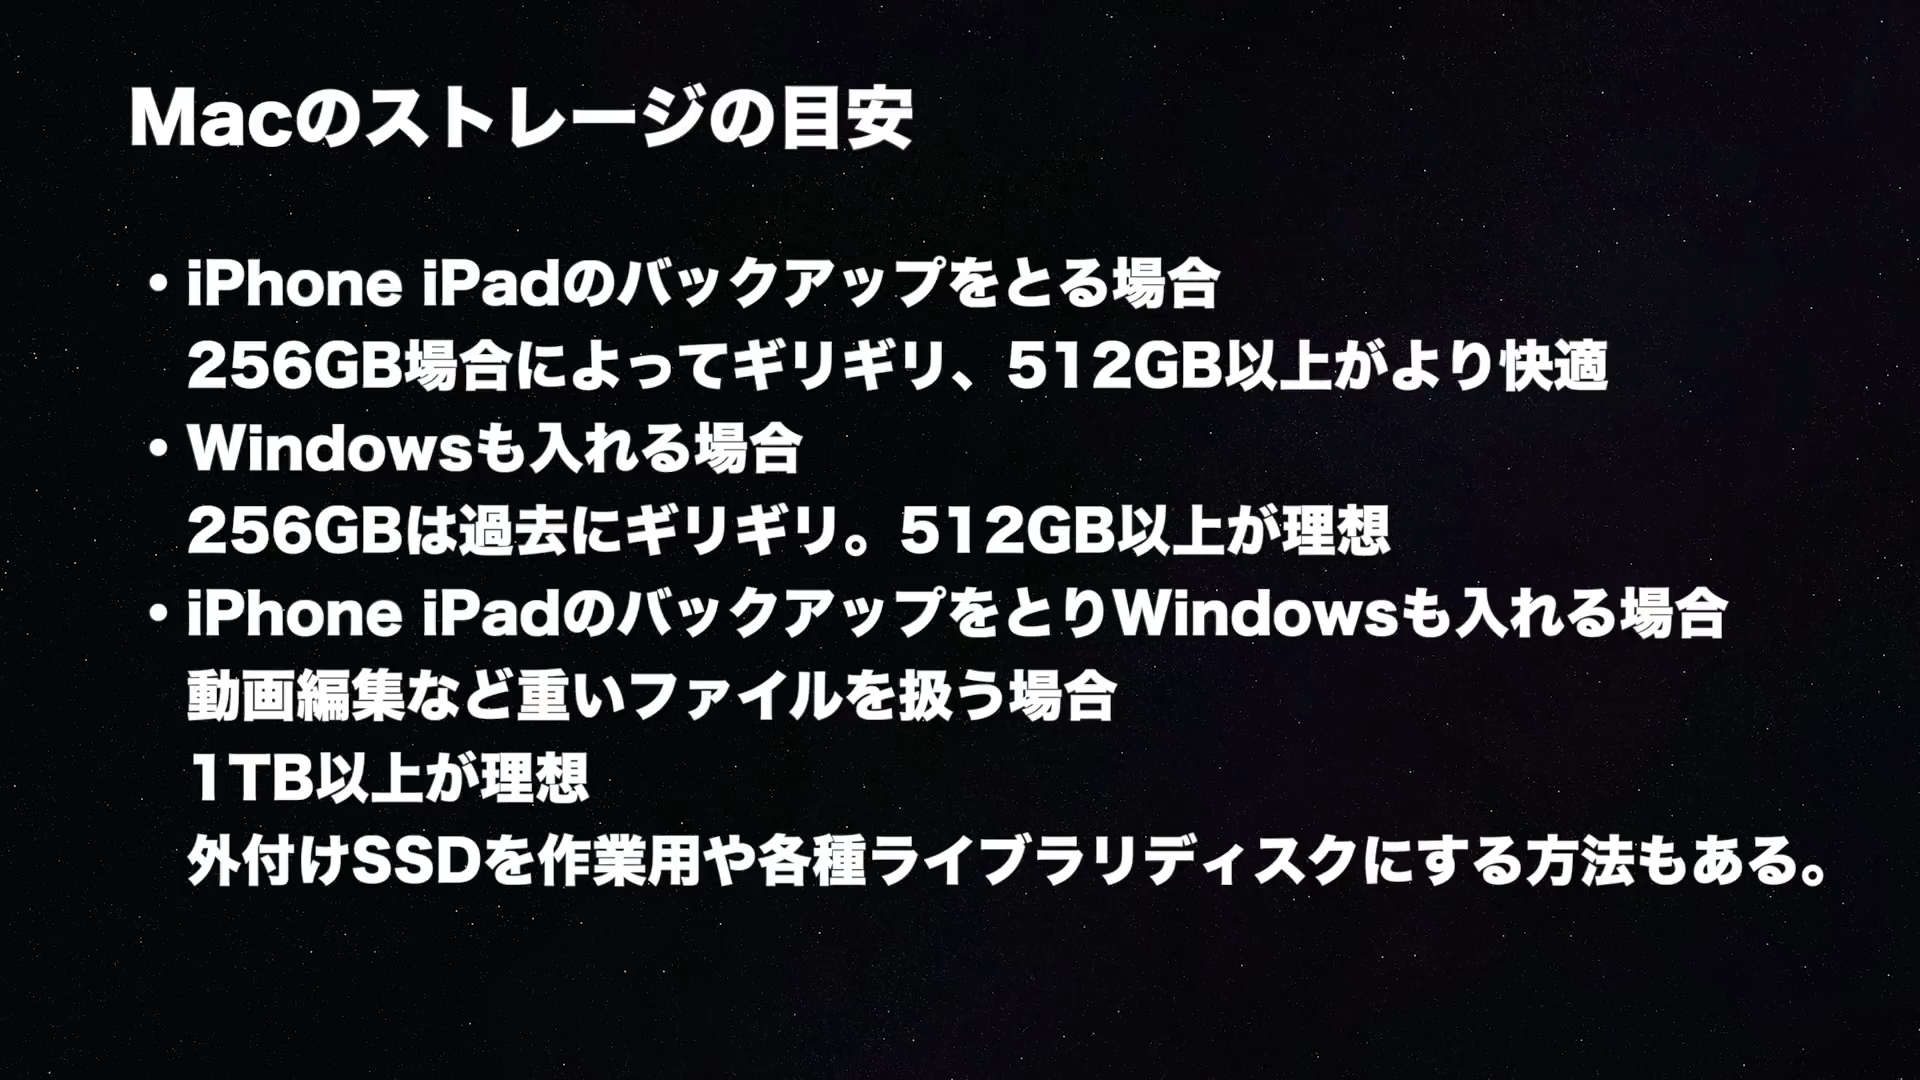 Macのストレージの目安
・iPhone iPadのバックアップをとる場合
256GB場合によってギリギリ、512GB以上がより快適
・Windowsも入れる場合
256GBは過去にギリギリ。512GB以上が理想
・iPhone iPadのバックアップをとりWindowsも入れる場合
動画編集など重いファイルを扱う場合
1TB以上が理想
外付けSSDを作業用や各種ライブラリディスクにする方法もある。